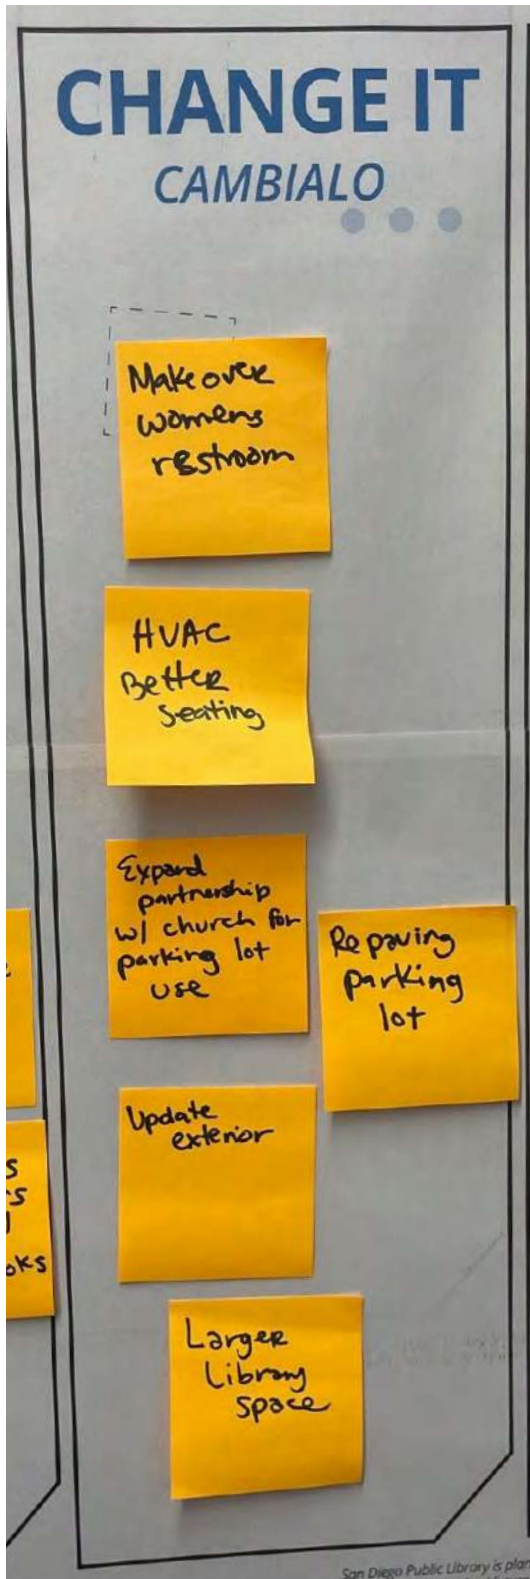 CHANGE IT
CAMBIALO
Make over
womens
restroom
HVAC
Better
Seating
Expand
partnership
w/ church for
parking lot
use
Repaving
parking
lot
Update
exterior
Larger
Library
space
San Diego Public Library is